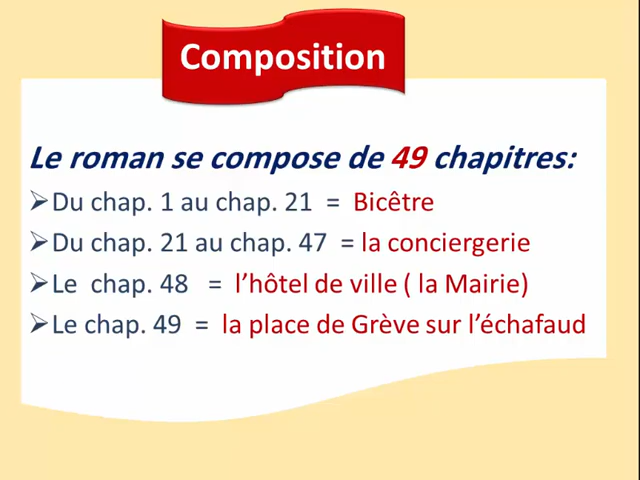 Composition
Le roman se compose de 49 chapitres:
➢Du chap. 1 au chap. 21 = Bicêtre
➢Du chap. 21 au chap. 47 = la conciergerie
➢Le chap. 48 = l’hôtel de ville ( la Mairie)
➢Le chap. 49 = la place de Grève sur l’échafaud